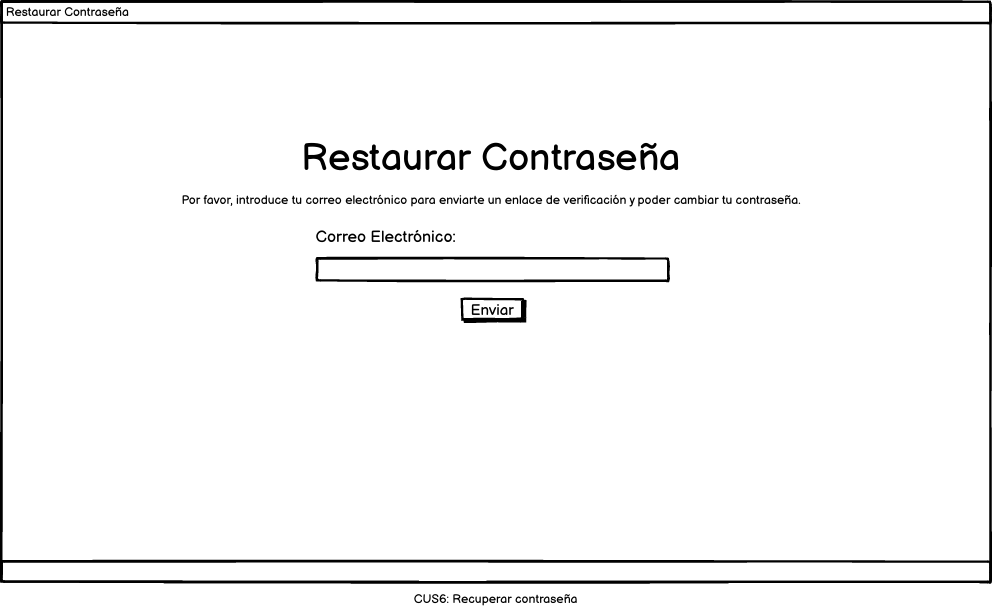 Restaurar Contraseña
Restaurar Contraseña
Por favor, introduce tu correo electrónico para enviarte un enlace de verificación y poder cambiar tu contraseña.
Correo Electrónico:
Enviar
CUS6: Recuperar contraseña